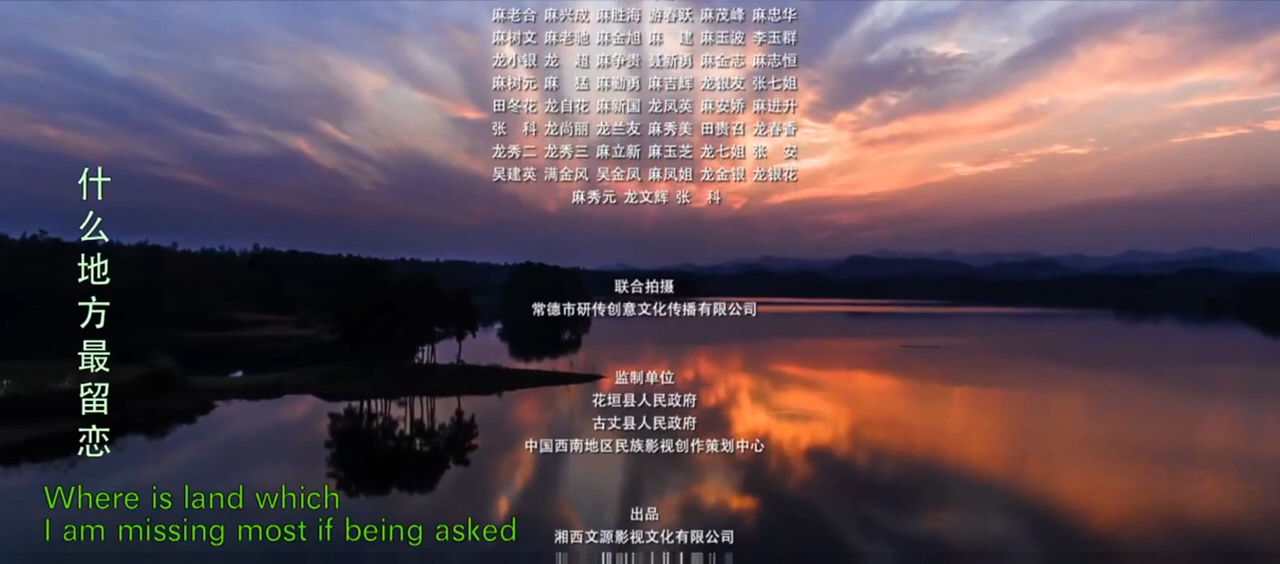 麻老合 麻兴成 麻胜海 游春跃 麻茂峰 麻忠华
麻树文 麻老驰 麻金旭 麻　建 麻玉波 李玉群
龙小银 龙　超 麻争贵 聂新勇 麻金志 麻志恒
麻树元 麻　猛 麻勤勇 麻吉辉 龙银友 张七姐
田冬花 龙自花 麻新国 龙凤英 麻安娇 麻进升
张　科 龙尚丽 龙兰友 麻秀美 田贵召 龙春香
龙秀二 龙秀三 麻立新 麻玉芝 龙七姐 张　安
吴建英 满金风 吴金凤 麻凤姐 龙金银 龙银花
麻秀元 龙文辉 张　科
联合拍摄
常德市研传创意文化传播有限公司
监制单位
花垣县人民政府
古丈县人民政府
中国西南地区民族影视创作策划中心
出品
湘西文源影视文化有限公司
什么地方最留恋
Where is land which
I am missing most if being asked